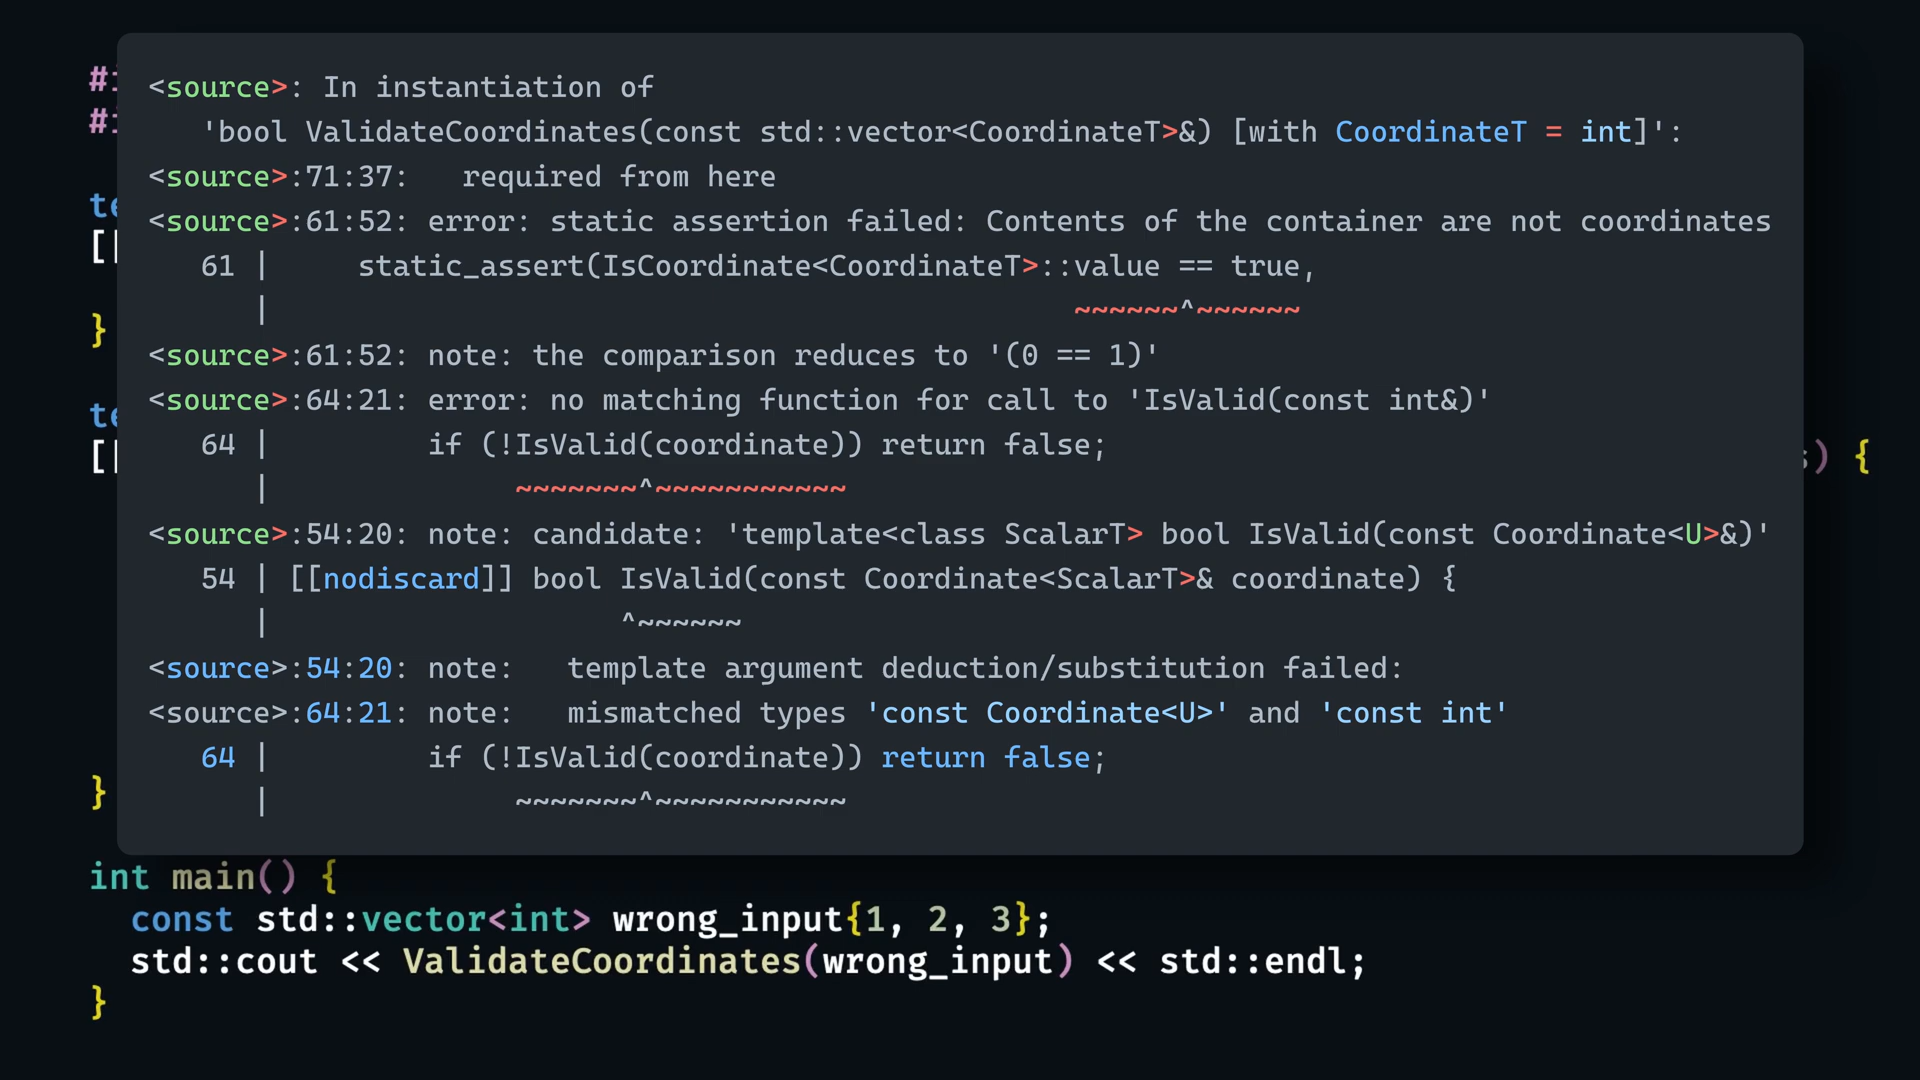 <source>: In instantiation of
'bool ValidateCoordinates(const std::vector<CoordinateT>&) [with CoordinateT = int]':
<source>:71:37:   required from here
<source>:61:52: error: static assertion failed: Contents of the container are not coordinates
61 |     static_assert(IsCoordinate<CoordinateT>::value == true,
|                                              ~~~~~~^~~~~~
<source>:61:52: note: the comparison reduces to '(0 == 1)'
<source>:64:21: error: no matching function for call to 'IsValid(const int&)'
64 |         if (!IsValid(coordinate)) return false;
|              ~~~~~~~^~~~~~~~~~~~
<source>:54:20: note: candidate: 'template<class ScalarT> bool IsValid(const Coordinate<U>&)'
54 | [[nodiscard]] bool IsValid(const Coordinate<ScalarT>& coordinate) {
|                    ^~~~~~~
<source>:54:20: note:   template argument deduction/substitution failed:
<source>:64:21: note:   mismatched types 'const Coordinate<U>' and 'const int'
64 |         if (!IsValid(coordinate)) return false;
|              ~~~~~~~^~~~~~~~~~~~
) {
}
}
int main() {
const std::vector<int> wrong_input{1, 2, 3};
std::cout << ValidateCoordinates(wrong_input) << std::endl;
}